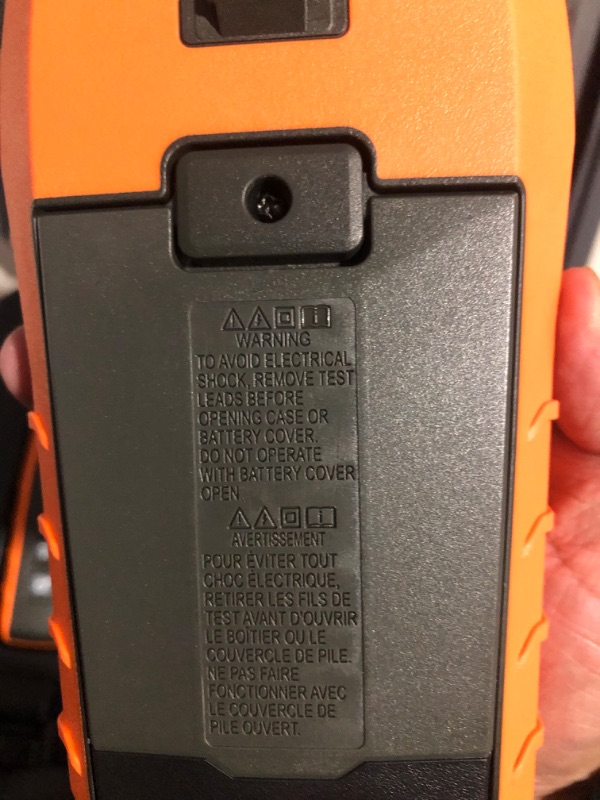 WARNING
TO AVOID ELECTRICAL
SHOCK, REMOVE TEST
LEADS BEFORE
OPENING CASE OR
BATTERY COVER.
DO NOT OPERATE
WITH BATTERY COVER
OPEN
AVERTISSEMENT
POUR ÉVITER TOUT
CHOC ÉLECTRIQUE,
RETIRER LES FILS DE
TEST AVANT D'OUVRIR
LE BOÎTIER OU LE
COUVERCLE DE PILE.
NE PAS FAIRE
FONCTIONNER AVEC
LE COUVERCLE DE
PILE OUVERT.